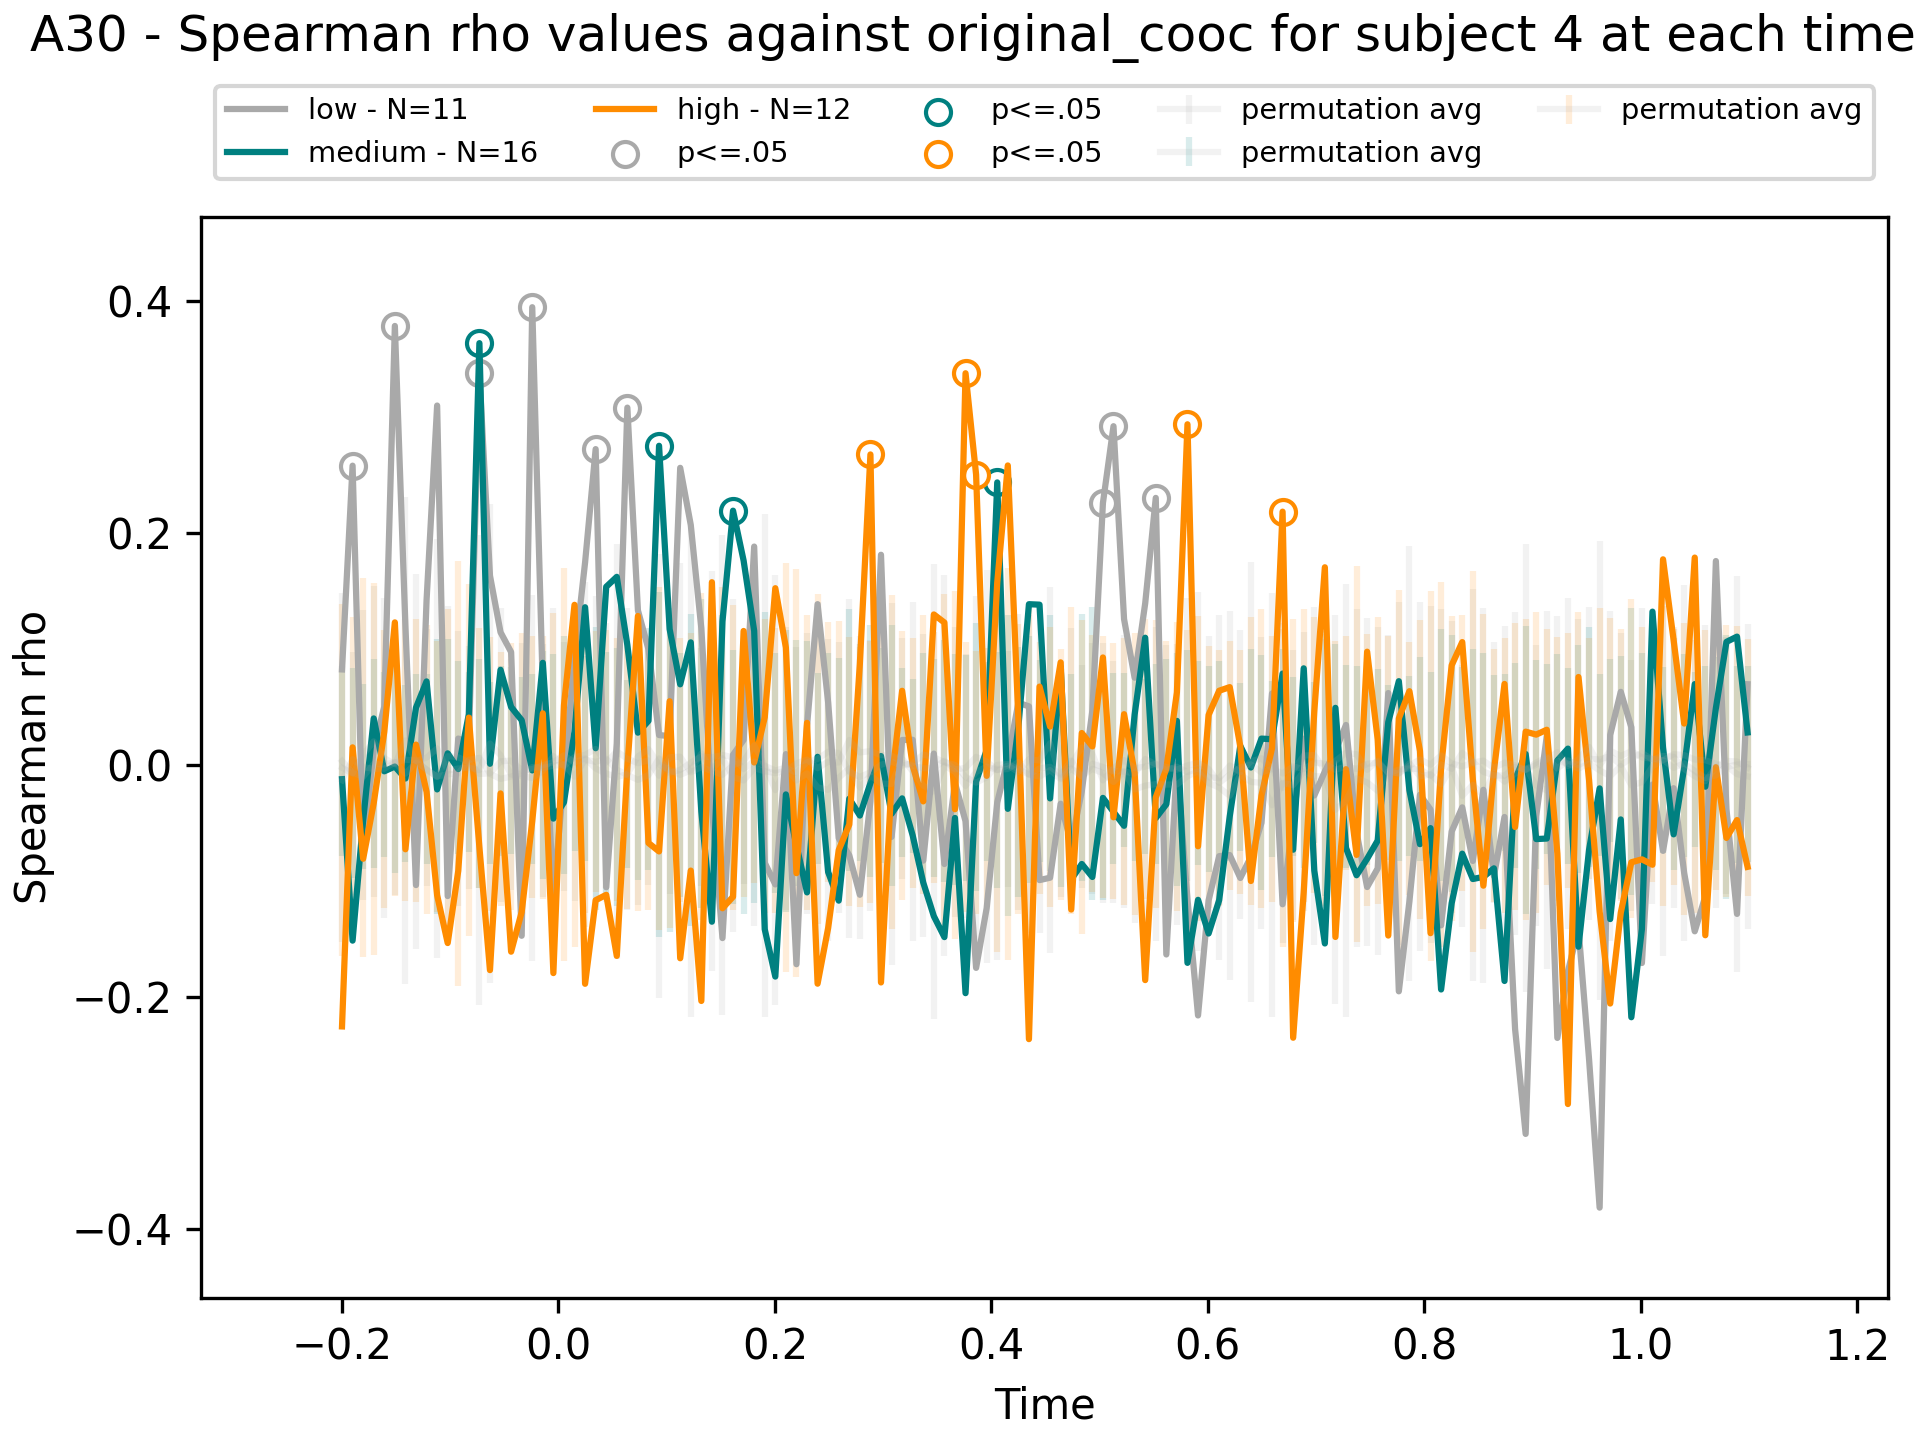 A30 - Spearman rho values against original_cooc for subject 4 at each time
low - N=11
medium - N=16
high - N=12
p<=.05
p<=.05
p<=.05
permutation avg
permutation avg
permutation avg
Spearman rho
0.4
0.2
0.0
−0.2
−0.4
−0.2 0.0 0.2 0.4 0.6 0.8 1.0 1.2
Time